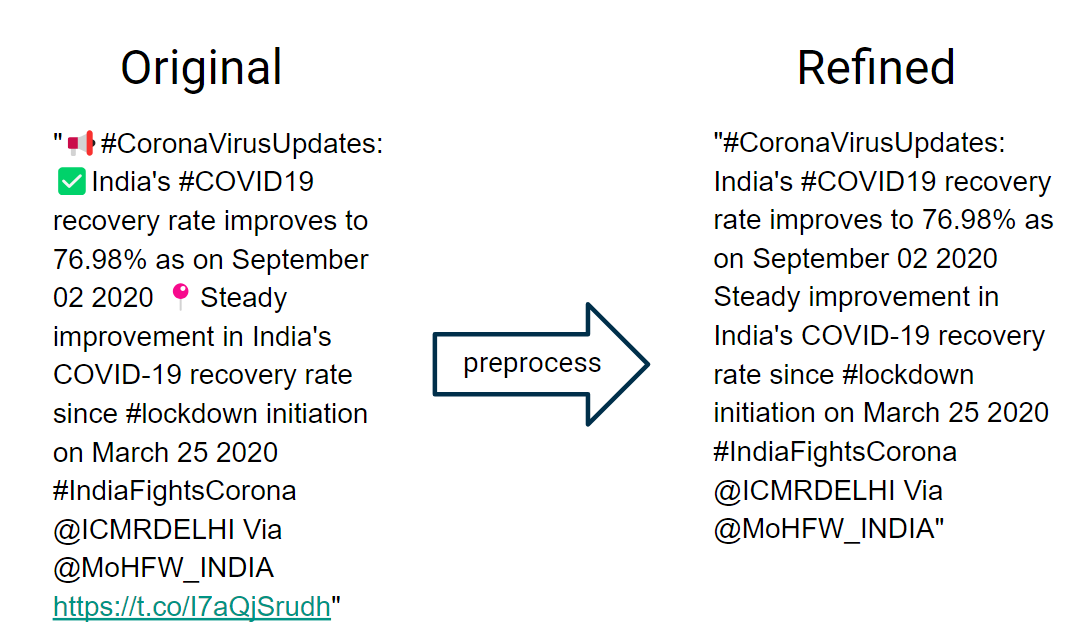 Original
"📢#CoronaVirusUpdates:
✅India's #COVID19
recovery rate improves to
76.98% as on September
02 2020 📍Steady
improvement in India's
COVID-19 recovery rate
since #lockdown initiation
on March 25 2020
#IndiaFightsCorona
@ICMRDELHI Via
@MoHFW_INDIA
https://t.co/I7aQjSrudh"
preprocess
Refined
"#CoronaVirusUpdates:
India's #COVID19 recovery
rate improves to 76.98% as
on September 02 2020
Steady improvement in
India's COVID-19 recovery
rate since #lockdown
initiation on March 25 2020
#IndiaFightsCorona
@ICMRDELHI Via
@MoHFW_INDIA"